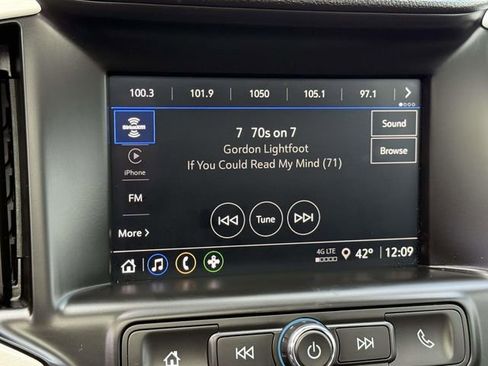 100.3 101.9 1050 105.1 97.1
SiriusXM
7 70s on 7
Sound
Gordon Lightfoot
If You Could Read My Mind (71)
Browse
iPhone
FM
Tune
More
4G LTE
42° 12:09